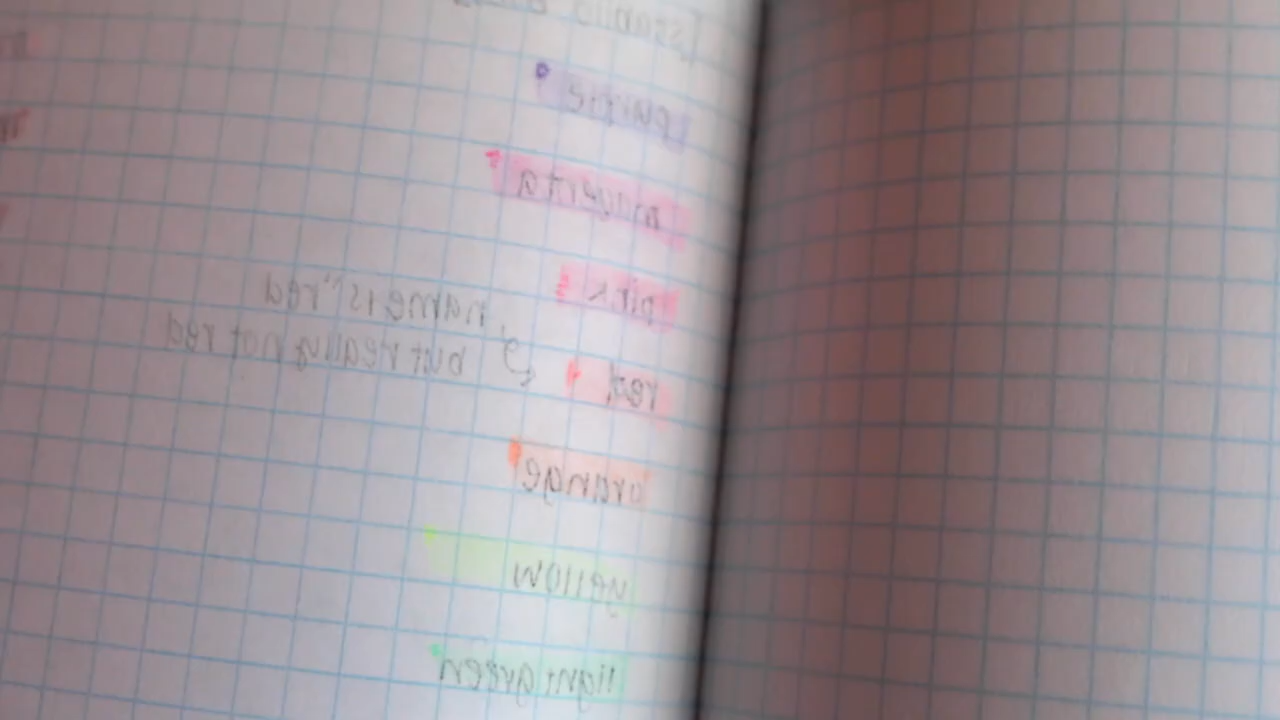 purple
magenta
pink
name is "red
red
but really not red
orange
yellow
light green